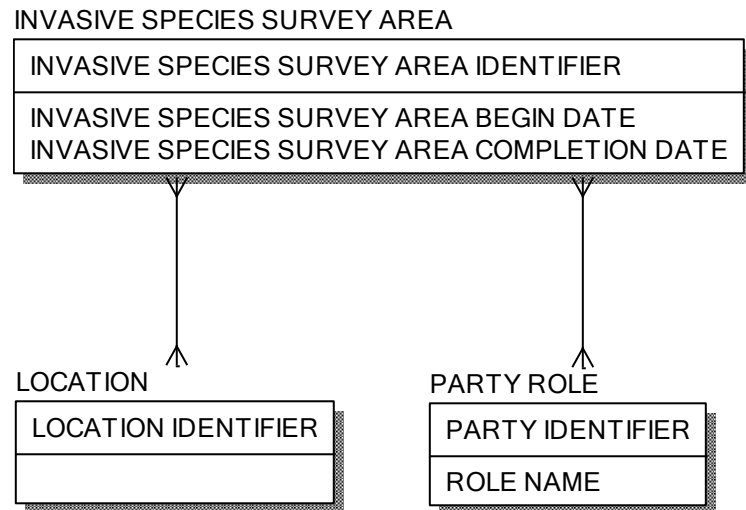 INVASIVE SPECIES SURVEY AREA
INVASIVE SPECIES SURVEY AREA IDENTIFIER
INVASIVE SPECIES SURVEY AREA BEGIN DATE
INVASIVE SPECIES SURVEY AREA COMPLETION DATE
LOCATION
LOCATION IDENTIFIER
PARTY ROLE
PARTY IDENTIFIER
ROLE NAME